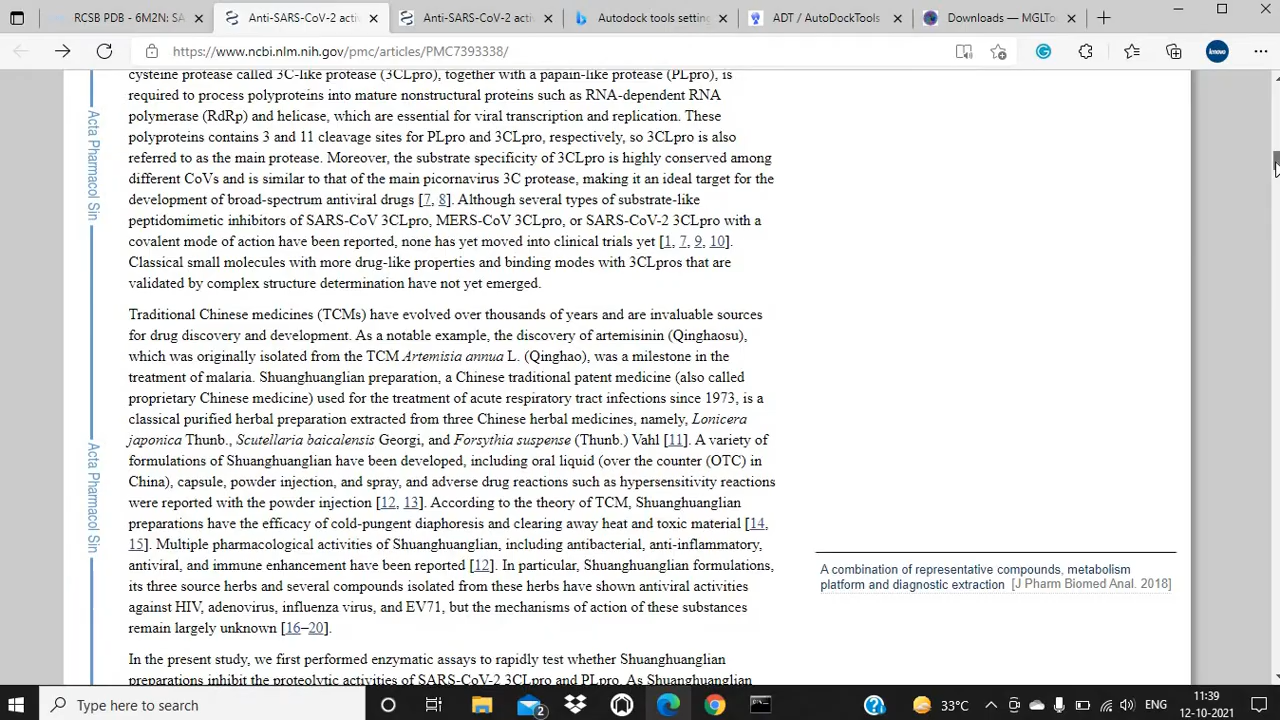 RCSB PDB - 6M2N: SA
Anti-SARS-CoV-2 acti
Anti-SARS-CoV-2 acti
Autodock tools setting
ADT / AutoDockTools
Downloads — MGLTo
https://www.ncbi.nlm.nih.gov/pmc/articles/PMC7393338/
cysteine protease called 3C-like protease (3CLpro), together with a papain-like protease (PLpro), is
required to process polyproteins into mature nonstructural proteins such as RNA-dependent RNA
polymerase (RdRp) and helicase, which are essential for viral transcription and replication. These
polyproteins contains 3 and 11 cleavage sites for PLpro and 3CLpro, respectively, so 3CLpro is also
referred to as the main protease. Moreover, the substrate specificity of 3CLpro is highly conserved among
different CoVs and is similar to that of the main picornavirus 3C protease, making it an ideal target for the
development of broad-spectrum antiviral drugs [7, 8]. Although several types of substrate-like
peptidomimetic inhibitors of SARS-CoV 3CLpro, MERS-CoV 3CLpro, or SARS-CoV-2 3CLpro with a
covalent mode of action have been reported, none has yet moved into clinical trials yet [1, 7, 9, 10].
Classical small molecules with more drug-like properties and binding modes with 3CLpros that are
validated by complex structure determination have not yet emerged.
Traditional Chinese medicines (TCMs) have evolved over thousands of years and are invaluable sources
for drug discovery and development. As a notable example, the discovery of artemisinin (Qinghaosu),
which was originally isolated from the TCM Artemisia annua L. (Qinghao), was a milestone in the
treatment of malaria. Shuanghuanglian preparation, a Chinese traditional patent medicine (also called
proprietary Chinese medicine) used for the treatment of acute respiratory tract infections since 1973, is a
classical purified herbal preparation extracted from three Chinese herbal medicines, namely, Lonicera
japonica Thunb., Scutellaria baicalensis Georgi, and Forsythia suspense (Thunb.) Vahl [11]. A variety of
formulations of Shuanghuanglian have been developed, including oral liquid (over the counter (OTC) in
China), capsule, powder injection, and spray, and adverse drug reactions such as hypersensitivity reactions
were reported with the powder injection [12, 13]. According to the theory of TCM, Shuanghuanglian
preparations have the efficacy of cold-pungent diaphoresis and clearing away heat and toxic material [14,
15]. Multiple pharmacological activities of Shuanghuanglian, including antibacterial, anti-inflammatory,
antiviral, and immune enhancement have been reported [12]. In particular, Shuanghuanglian formulations,
its three source herbs and several compounds isolated from these herbs have shown antiviral activities
against HIV, adenovirus, influenza virus, and EV71, but the mechanisms of action of these substances
remain largely unknown [16–20].
In the present study, we first performed enzymatic assays to rapidly test whether Shuanghuanglian
preparations inhibit the proteolytic activities of SARS-CoV-2 3CLpro and PLpro. As Shuanghuanglian
Acta Pharmacol Sin
Acta Pharmacol Sin
A combination of representative compounds, metabolism
platform and diagnostic extraction [J Pharm Biomed Anal. 2018]
Type here to search
2
33°C
ENG
11:39
12-10-2021